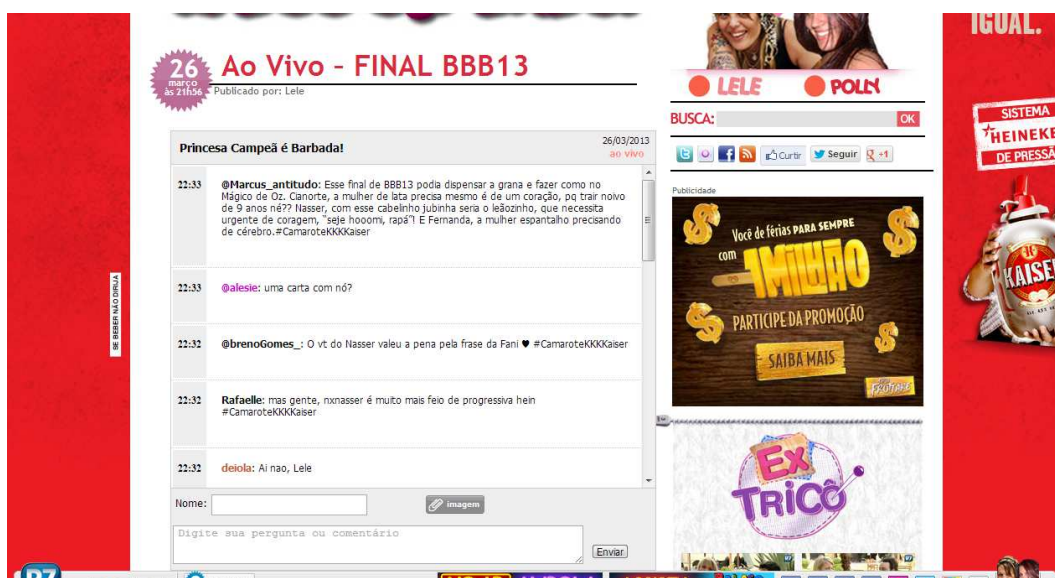 IGUAL.
26
março
às 21h56
Ao Vivo – FINAL BBB13
Publicado por: Lele
LELE
POLLY
BUSCA:
OK
Princesa Campeã é Barbada!
26/03/2013
ao vivo
Curtir
Seguir
+1
22:33
@Marcus_antitudo: Esse final de BBB13 podia dispensar a grana e fazer como no
Mágico de Oz. Cianorte, a mulher de lata precisa mesmo é de um coração, pq trair noivo
de 9 anos né?? Nasser, com esse cabelinho jubinha seria o leãozinho, que necessita
urgente de coragem, "seje hooomi, rapá"! E Fernanda, a mulher espantalho precisando
de cérebro.#CamaroteKKKKaiser
22:33
@alesie: uma carta com nó?
22:32
@brenoGomes_: O vt do Nasser valeu a pena pela frase da Fani ♥ #CamaroteKKKKaiser
22:32
Rafaelle: mas gente, nxnasser é muito mais feio de progressiva hein
#CamaroteKKKKaiser
22:32
deiola: Ai nao, Lele
Nome:
imagem
Digite sua pergunta ou comentário
Enviar
Publicidade
Você de férias PARA SEMPRE
com
1 MILHÃO
PARTICIPE DA PROMOÇÃO
SAIBA MAIS
EX
TRICÔ
SE BEBER NÃO DIRIJA
SISTEMA
HEINEKE
DE PRESSÃ
KAISE
R7